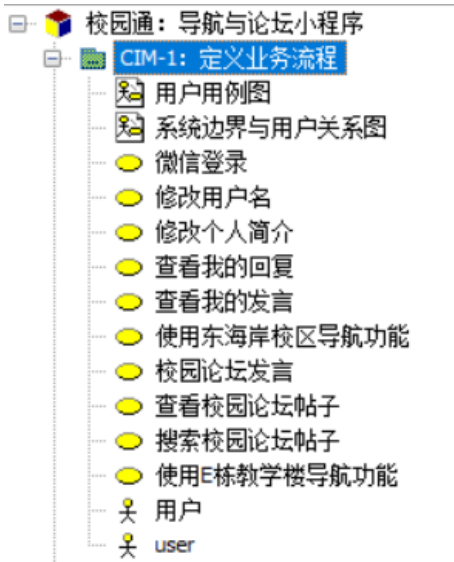 校园通：导航与论坛小程序
CIM-1：定义业务流程
用户用例图
系统边界与用户关系图
微信登录
修改用户名
修改个人简介
查看我的回复
查看我的发言
使用东海岸校区导航功能
校园论坛发言
查看校园论坛帖子
搜索校园论坛帖子
使用E栋教学楼导航功能
用户
user